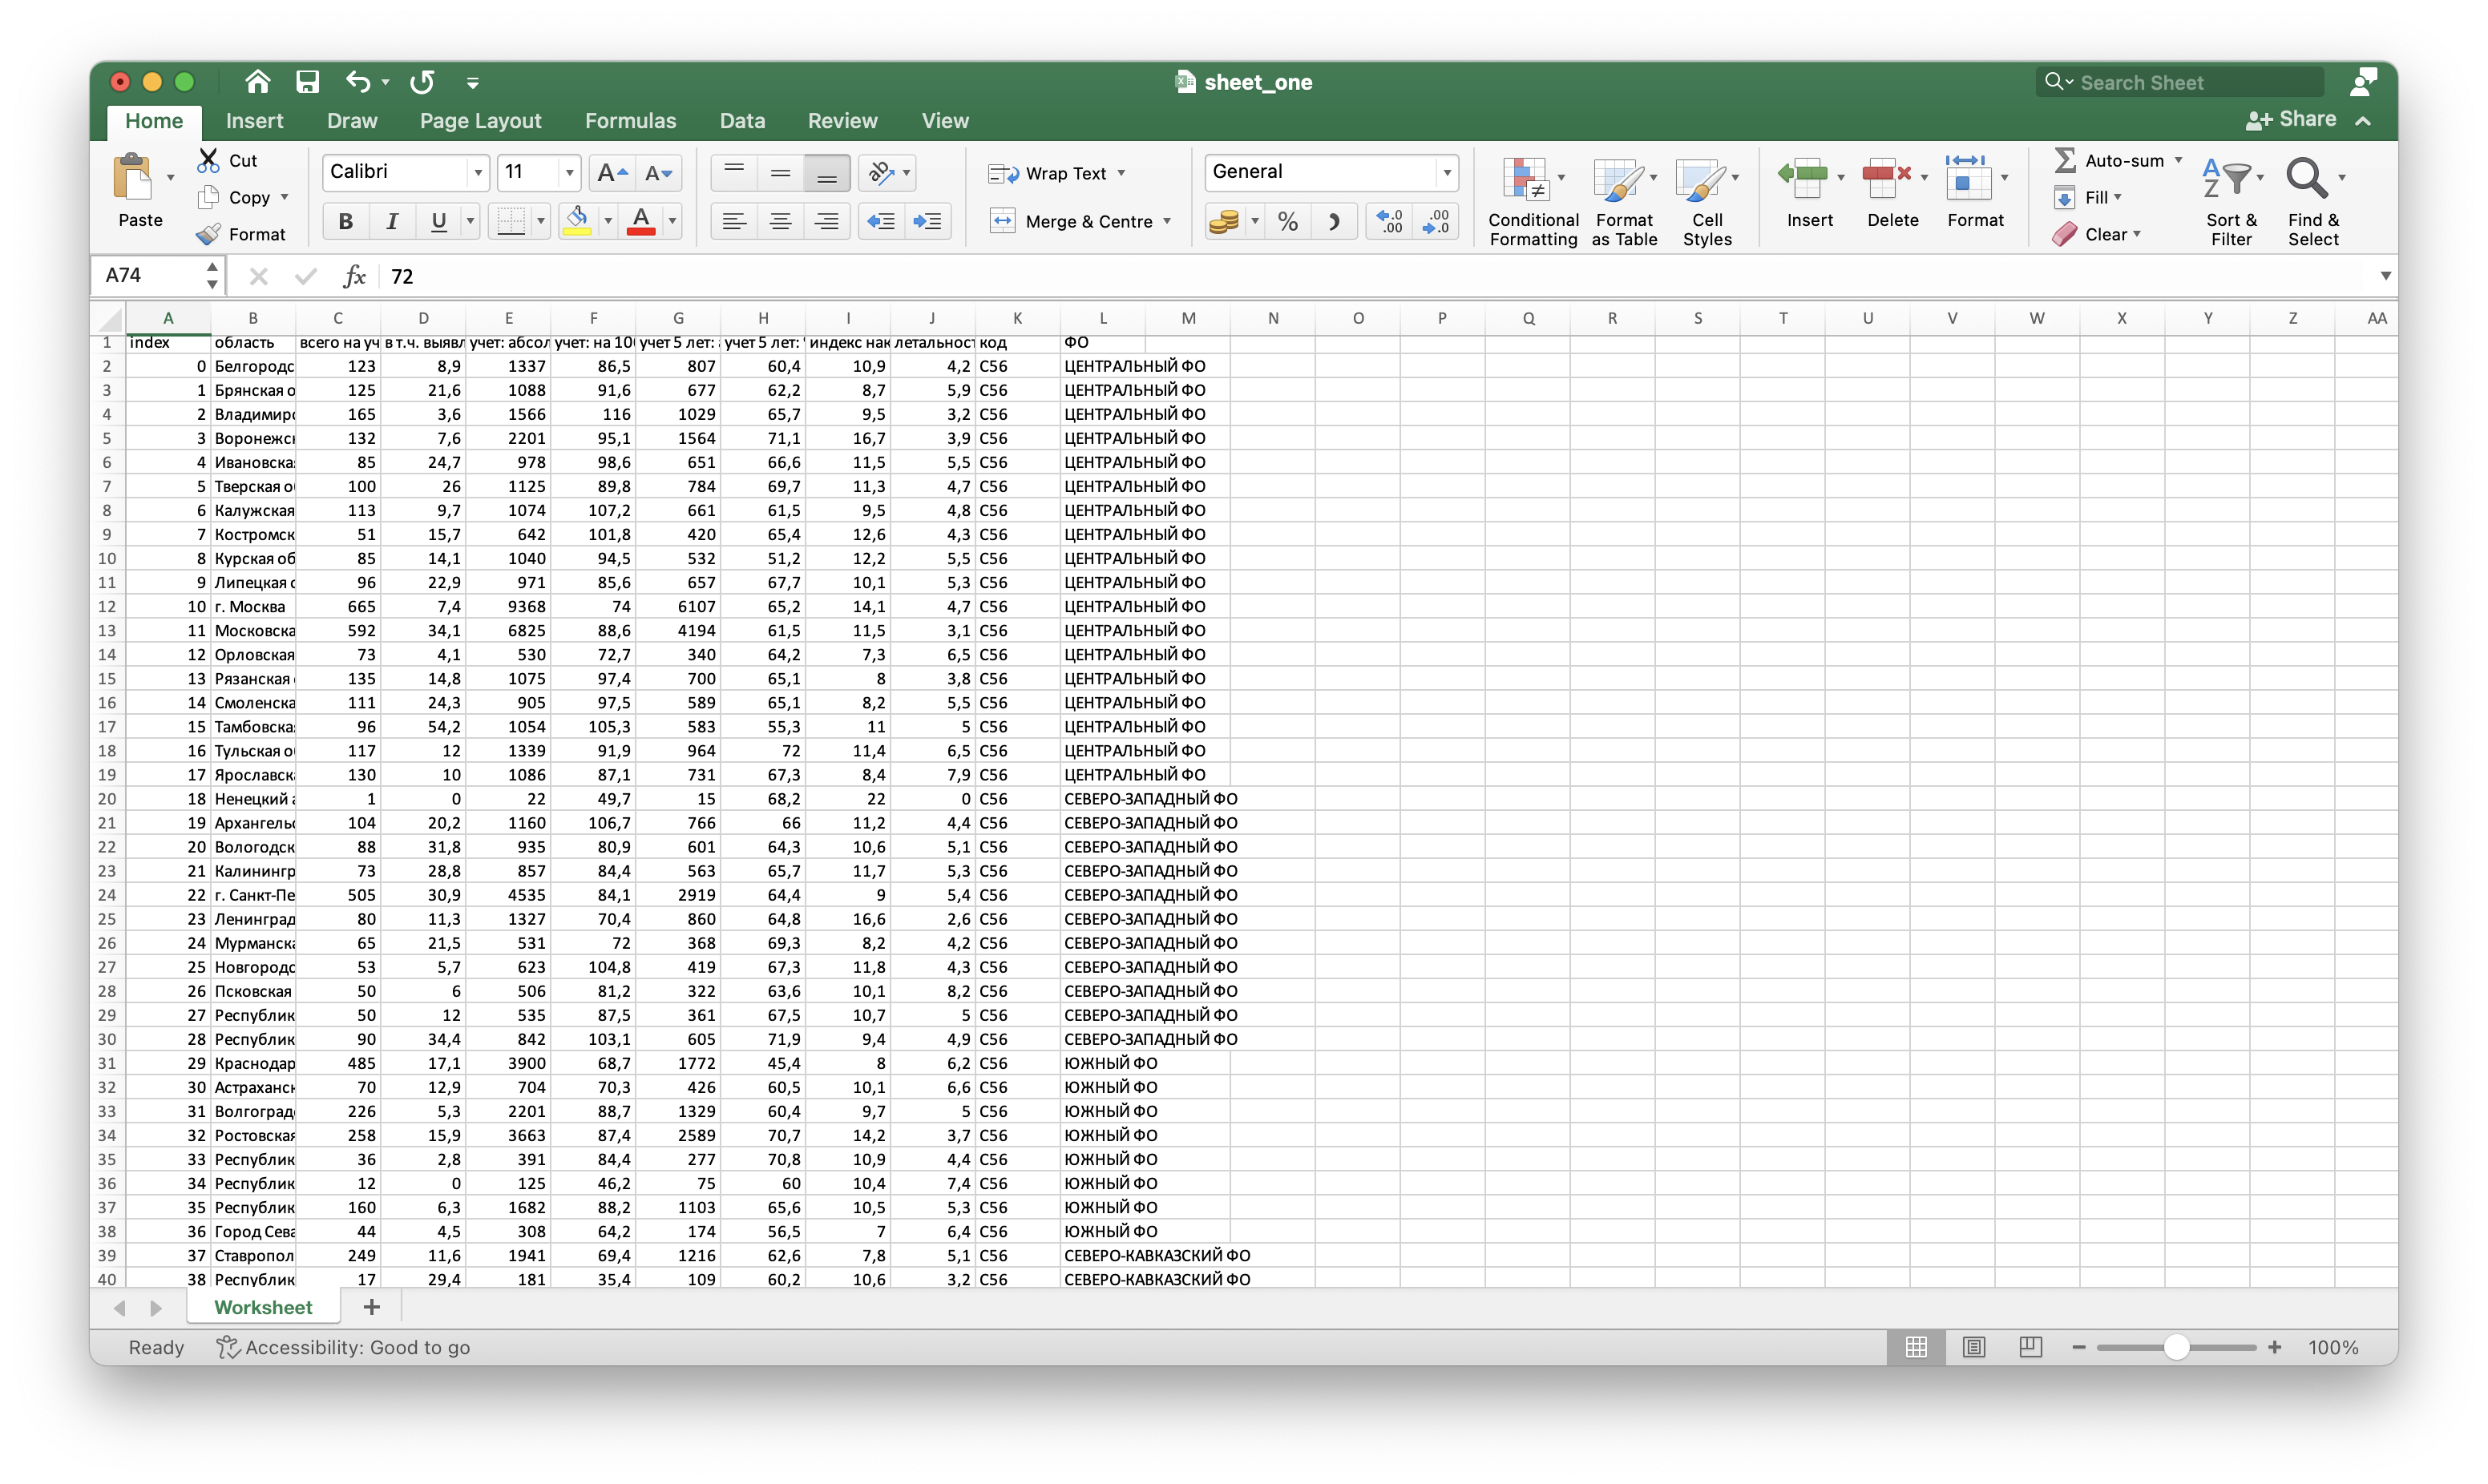 sheet_one
Search Sheet
Home Insert Draw Page Layout Formulas Data Review View Share
Paste Cut Copy Format Calibri 11 Wrap Text Merge & Centre General Conditional Formatting Format as Table Cell Styles Insert Delete Format Auto-sum Fill Clear Sort & Filter Find & Select
A74 fx 72
A B C D E F G H I J K L M N O P Q R S T U V W X Y Z AA
1 index область всего на уч в т.ч. выявл учет: абсол учет: на 10 учет 5 лет: учет 5 лет: индекс нак летальност код ФО
2 0 Белгородс 123 8,9 1337 86,5 807 60,4 10,9 4,2 C56 ЦЕНТРАЛЬНЫЙ ФО
3 1 Брянская о 125 21,6 1088 91,6 677 62,2 8,7 5,9 C56 ЦЕНТРАЛЬНЫЙ ФО
4 2 Владимирс 165 3,6 1566 116 1029 65,7 9,5 3,2 C56 ЦЕНТРАЛЬНЫЙ ФО
5 3 Воронежс 132 7,6 2201 95,1 1564 71,1 16,7 3,9 C56 ЦЕНТРАЛЬНЫЙ ФО
6 4 Ивановска 85 24,7 978 98,6 651 66,6 11,5 5,5 C56 ЦЕНТРАЛЬНЫЙ ФО
7 5 Тверская о 100 26 1125 89,8 784 69,7 11,3 4,7 C56 ЦЕНТРАЛЬНЫЙ ФО
8 6 Калужская 113 9,7 1074 107,2 661 61,5 9,5 4,8 C56 ЦЕНТРАЛЬНЫЙ ФО
9 7 Костромск 51 15,7 642 101,8 420 65,4 12,6 4,3 C56 ЦЕНТРАЛЬНЫЙ ФО
10 8 Курская об 85 14,1 1040 94,5 532 51,2 12,2 5,5 C56 ЦЕНТРАЛЬНЫЙ ФО
11 9 Липецкая о 96 22,9 971 85,6 657 67,7 10,1 5,3 C56 ЦЕНТРАЛЬНЫЙ ФО
12 10 г. Москва 665 7,4 9368 74 6107 65,2 14,1 4,7 C56 ЦЕНТРАЛЬНЫЙ ФО
13 11 Московска 592 34,1 6825 88,6 4194 61,5 11,5 3,1 C56 ЦЕНТРАЛЬНЫЙ ФО
14 12 Орловская 73 4,1 530 72,7 340 64,2 7,3 6,5 C56 ЦЕНТРАЛЬНЫЙ ФО
15 13 Рязанская 135 14,8 1075 97,4 700 65,1 8 3,8 C56 ЦЕНТРАЛЬНЫЙ ФО
16 14 Смоленска 111 24,3 905 97,5 589 65,1 8,2 5,5 C56 ЦЕНТРАЛЬНЫЙ ФО
17 15 Тамбовска 96 54,2 1054 105,3 583 55,3 11 5 C56 ЦЕНТРАЛЬНЫЙ ФО
18 16 Тульская о 117 12 1339 91,9 964 72 11,4 6,5 C56 ЦЕНТРАЛЬНЫЙ ФО
19 17 Ярославск 130 10 1086 87,1 731 67,3 8,4 7,9 C56 ЦЕНТРАЛЬНЫЙ ФО
20 18 Ненецкий а 1 0 22 49,7 15 68,2 22 0 C56 СЕВЕРО-ЗАПАДНЫЙ ФО
21 19 Архангельс 104 20,2 1160 106,7 766 66 11,2 4,4 C56 СЕВЕРО-ЗАПАДНЫЙ ФО
22 20 Вологодск 88 31,8 935 80,9 601 64,3 10,6 5,1 C56 СЕВЕРО-ЗАПАДНЫЙ ФО
23 21 Калинингр 73 28,8 857 84,4 563 65,7 11,7 5,3 C56 СЕВЕРО-ЗАПАДНЫЙ ФО
24 22 г. Санкт-Пе 505 30,9 4535 84,1 2919 64,4 9 5,4 C56 СЕВЕРО-ЗАПАДНЫЙ ФО
25 23 Ленинград 80 11,3 1327 70,4 860 64,8 16,6 2,6 C56 СЕВЕРО-ЗАПАДНЫЙ ФО
26 24 Мурманска 65 21,5 531 72 368 69,3 8,2 4,2 C56 СЕВЕРО-ЗАПАДНЫЙ ФО
27 25 Новгородс 53 5,7 623 104,8 419 67,3 11,8 4,3 C56 СЕВЕРО-ЗАПАДНЫЙ ФО
28 26 Псковская 50 6 506 81,2 322 63,6 10,1 8,2 C56 СЕВЕРО-ЗАПАДНЫЙ ФО
29 27 Республик 50 12 535 87,5 361 67,5 10,7 5 C56 СЕВЕРО-ЗАПАДНЫЙ ФО
30 28 Республик 90 34,4 842 103,1 605 71,9 9,4 4,9 C56 СЕВЕРО-ЗАПАДНЫЙ ФО
31 29 Краснодар 485 17,1 3900 68,7 1772 45,4 8 6,2 C56 ЮЖНЫЙ ФО
32 30 Астраханс 70 12,9 704 70,3 426 60,5 10,1 6,6 C56 ЮЖНЫЙ ФО
33 31 Волгоград 226 5,3 2201 88,7 1329 60,4 9,7 5 C56 ЮЖНЫЙ ФО
34 32 Ростовская 258 15,9 3663 87,4 2589 70,7 14,2 3,7 C56 ЮЖНЫЙ ФО
35 33 Республик 36 2,8 391 84,4 277 70,8 10,9 4,4 C56 ЮЖНЫЙ ФО
36 34 Республик 12 0 125 46,2 75 60 10,4 7,4 C56 ЮЖНЫЙ ФО
37 35 Республик 160 6,3 1682 88,2 1103 65,6 10,5 5,3 C56 ЮЖНЫЙ ФО
38 36 Город Сева 44 4,5 308 64,2 174 56,5 7 6,4 C56 ЮЖНЫЙ ФО
39 37 Ставропол 249 11,6 1941 69,4 1216 62,6 7,8 5,1 C56 СЕВЕРО-КАВКАЗСКИЙ ФО
40 38 Республик 17 29,4 181 35,4 109 60,2 10,6 3,2 C56 СЕВЕРО-КАВКАЗСКИЙ ФО
Worksheet
Ready Accessibility: Good to go 100%